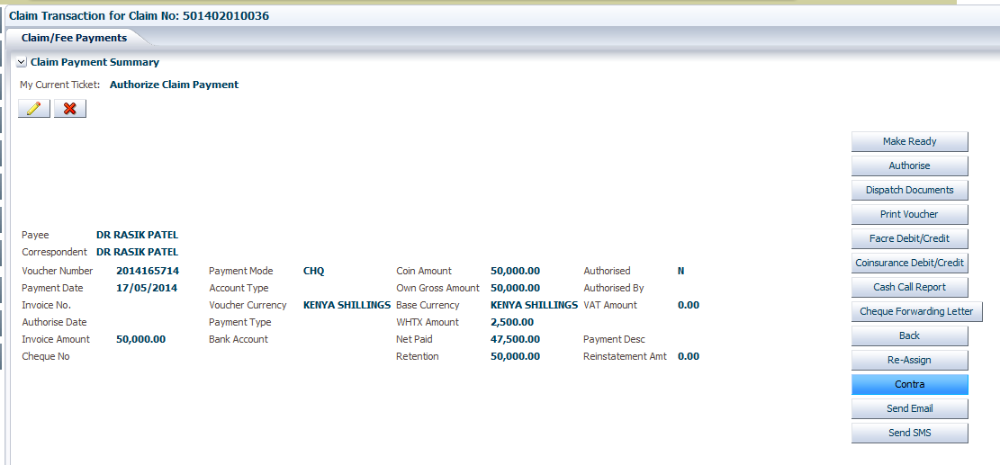 Claim Transaction for Claim No: 501402010036
Claim/Fee Payments
Claim Payment Summary
My Current Ticket: Authorize Claim Payment
Make Ready
Authorise
Dispatch Documents
Print Voucher
Facre Debit/Credit
Coinsurance Debit/Credit
Cash Call Report
Cheque Forwarding Letter
Back
Re-Assign
Contra
Send Email
Send SMS
Payee DR RASIK PATEL
Correspondent DR RASIK PATEL
Voucher Number 2014165714 Payment Mode CHQ Coin Amount 50,000.00 Authorised N
Payment Date 17/05/2014 Account Type Own Gross Amount 50,000.00 Authorised By
Invoice No. Voucher Currency KENYA SHILLINGS Base Currency KENYA SHILLINGS VAT Amount 0.00
Authorise Date Payment Type WHTX Amount 2,500.00
Invoice Amount 50,000.00 Bank Account Net Paid 47,500.00 Payment Desc
Cheque No Retention 50,000.00 Reinstatement Amt 0.00